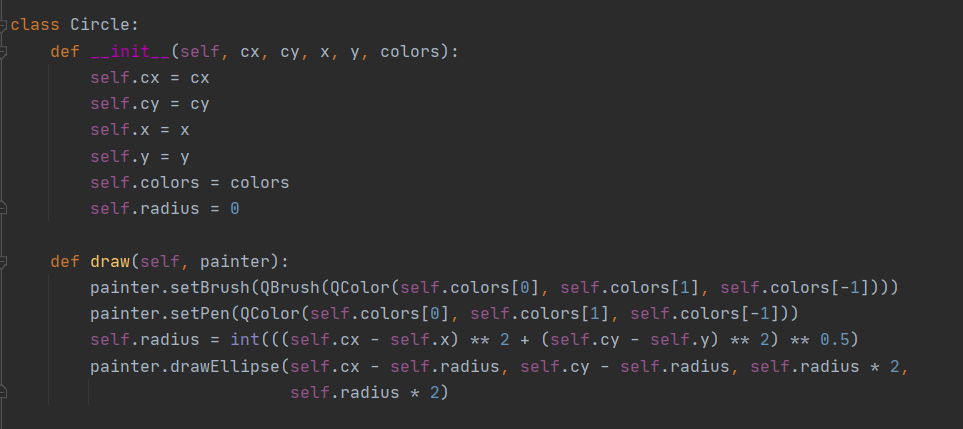 class Circle:
    def __init__(self, cx, cy, x, y, colors):
        self.cx = cx
        self.cy = cy
        self.x = x
        self.y = y
        self.colors = colors
        self.radius = 0

    def draw(self, painter):
        painter.setBrush(QBrush(QColor(self.colors[0], self.colors[1], self.colors[-1])))
        painter.setPen(QColor(self.colors[0], self.colors[1], self.colors[-1]))
        self.radius = int(((self.cx - self.x) ** 2 + (self.cy - self.y) ** 2) ** 0.5)
        painter.drawEllipse(self.cx - self.radius, self.cy - self.radius, self.radius * 2,
                            self.radius * 2)